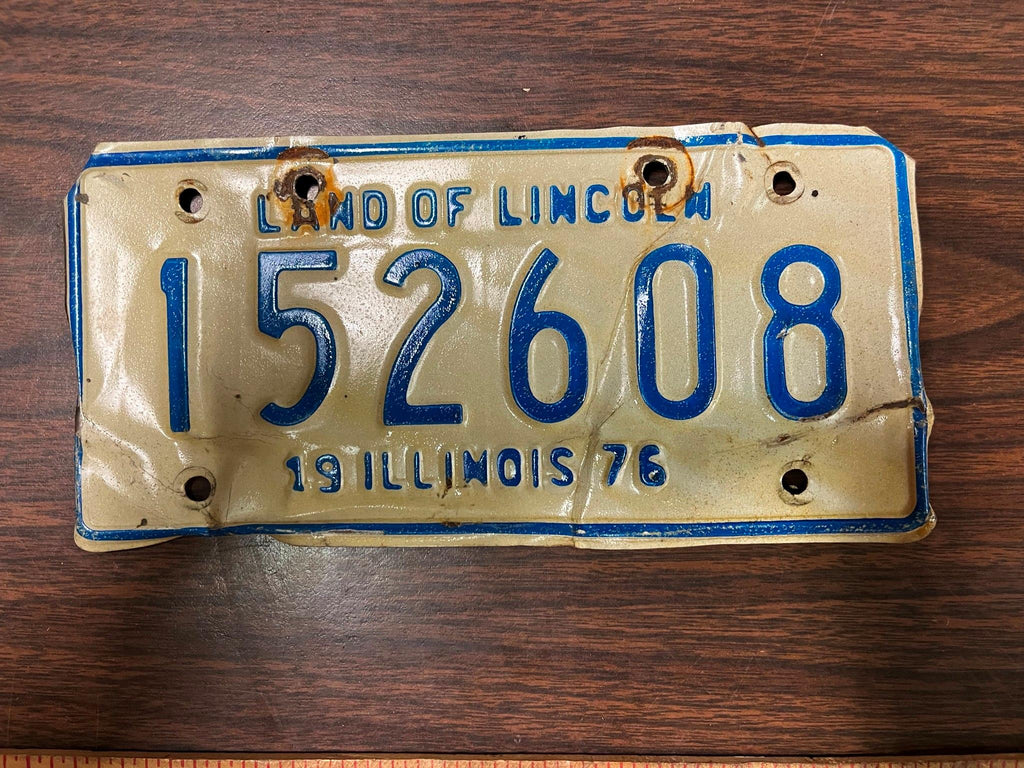 LAND OF LINCOLN
152608
19 ILLINOIS 76